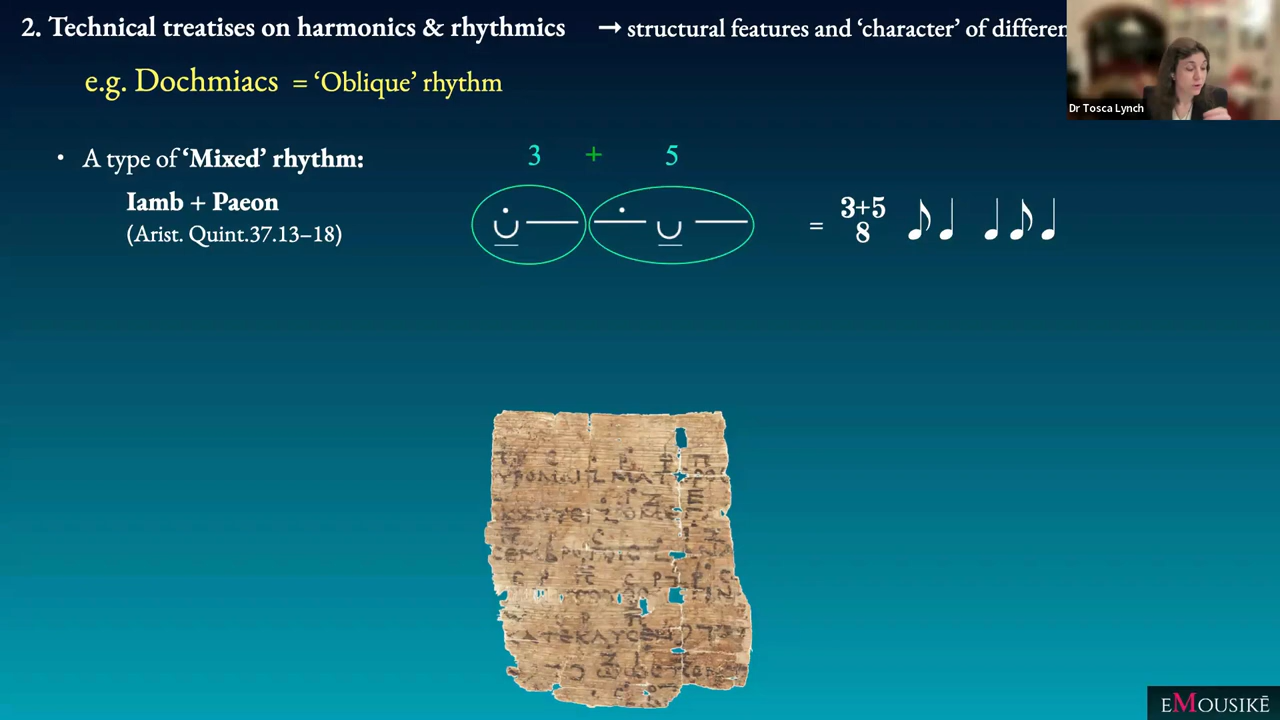 2. Technical treatises on harmonics & rhythmics → structural features and ‘character’ of differen
Dr Tosca Lynch
e.g. Dochmiacs = ‘Oblique’ rhythm
• A type of ‘Mixed’ rhythm:
3 + 5
Iamb + Paeon
(Arist. Quint.37.13–18)
= 3+5
8
EMOUSIKĒ